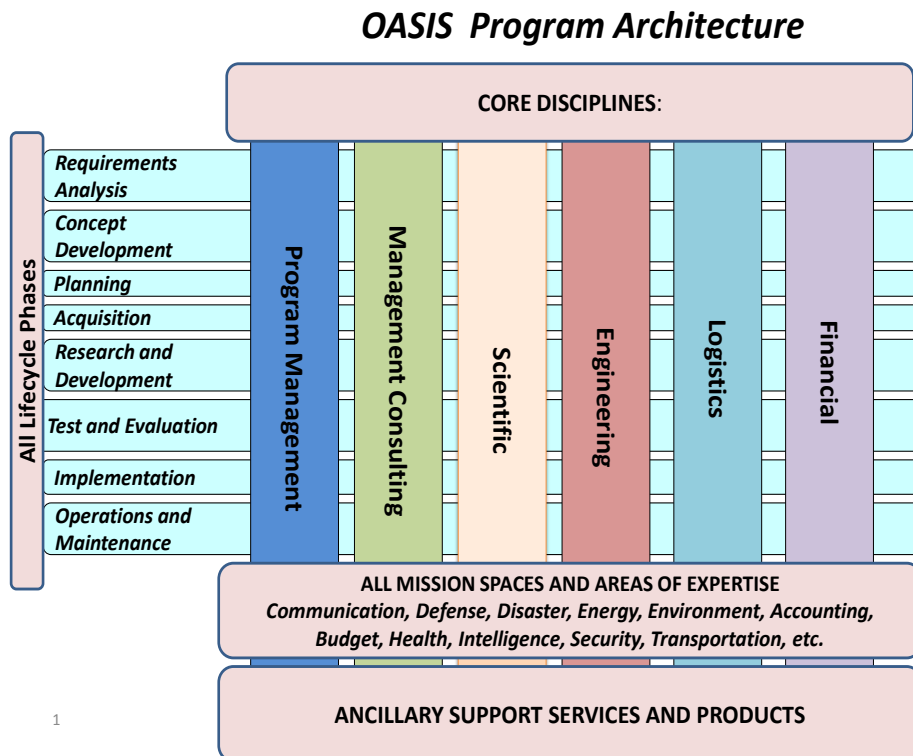 OASIS Program Architecture
CORE DISCIPLINES:
All Lifecycle Phases
Requirements
Analysis
Concept
Development
Planning
Acquisition
Research and
Development
Test and Evaluation
Implementation
Operations and
Maintenance
Program Management
Management Consulting
Scientific
Engineering
Logistics
Financial
ALL MISSION SPACES AND AREAS OF EXPERTISE
Communication, Defense, Disaster, Energy, Environment, Accounting,
Budget, Health, Intelligence, Security, Transportation, etc.
ANCILLARY SUPPORT SERVICES AND PRODUCTS
1